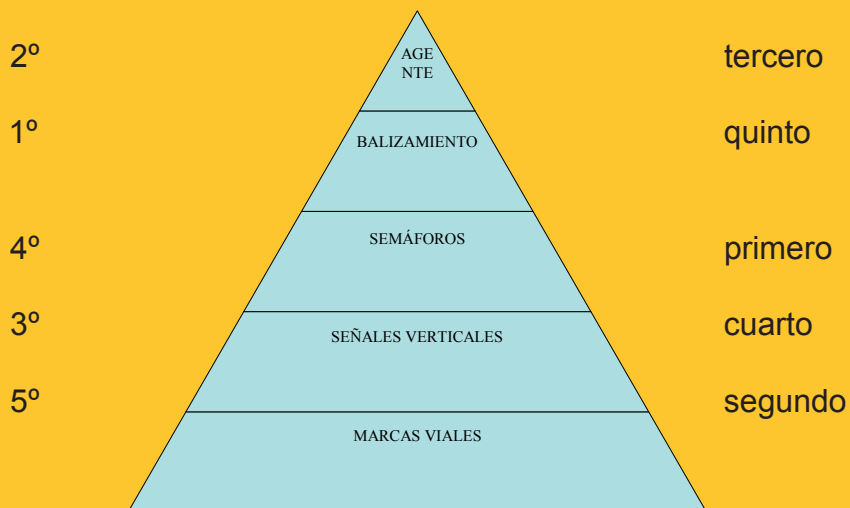 2º
1º
4º
3º
5º
AGE
NTE
BALIZAMIENTO
SEMÁFOROS
SEÑALES VERTICALES
MARCAS VIALES
tercero
quinto
primero
cuarto
segundo